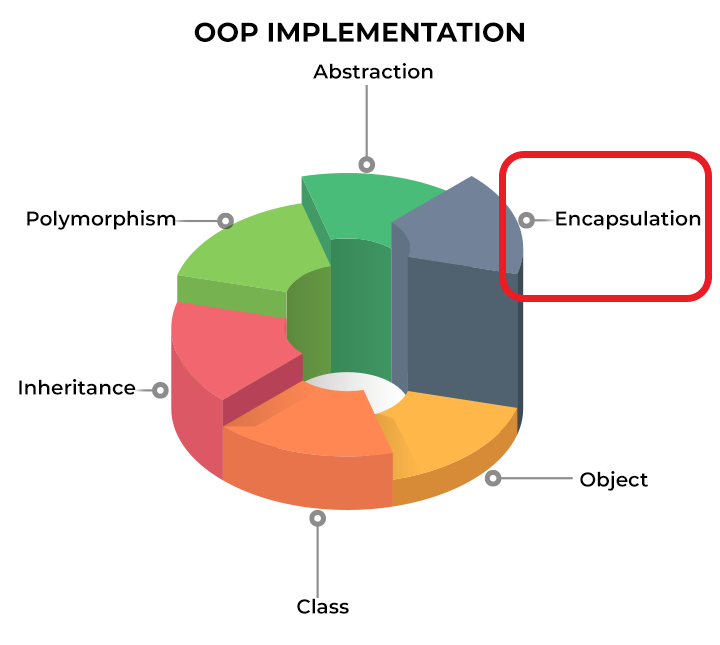 OOP IMPLEMENTATION
Abstraction
Polymorphism
Encapsulation
Inheritance
Object
Class